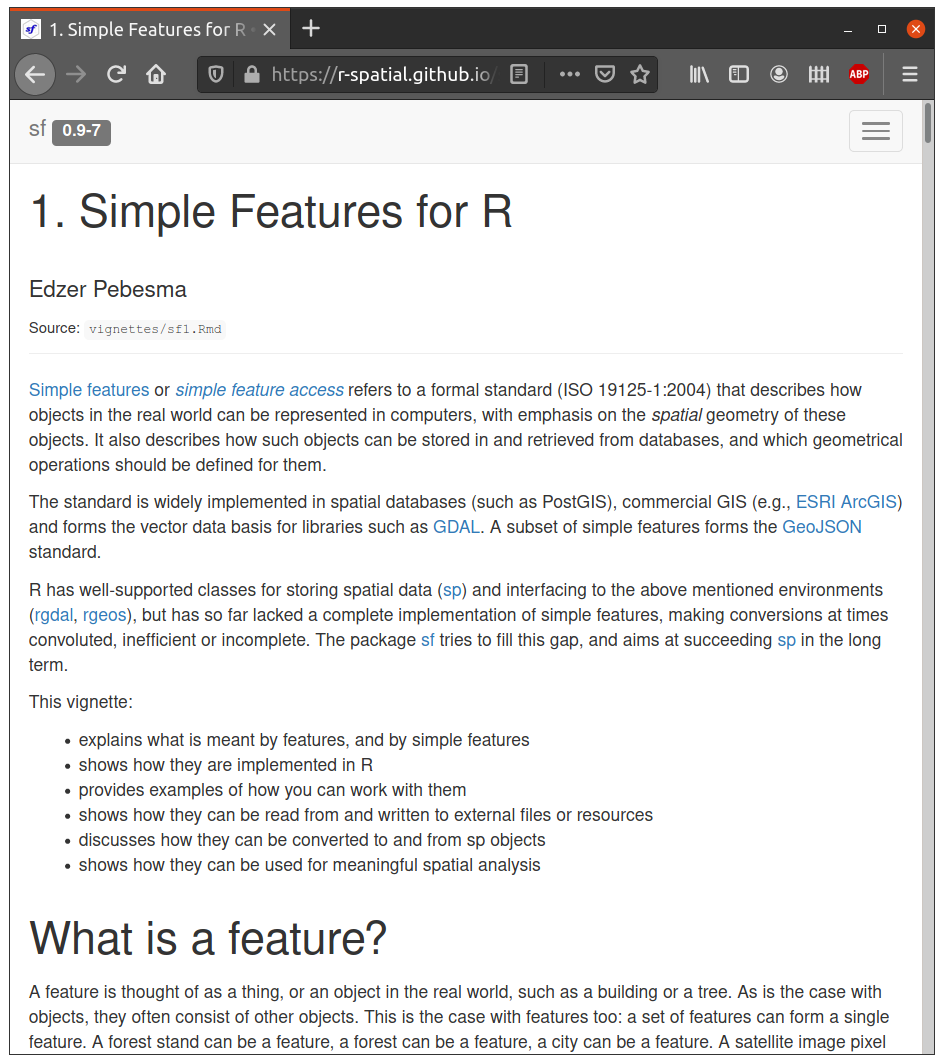 sf 1. Simple Features for R
https://r-spatial.github.io/
ABP
sf 0.9-7
1. Simple Features for R
Edzer Pebesma
Source: vignettes/sf1.Rmd
Simple features or simple feature access refers to a formal standard (ISO 19125-1:2004) that describes how
objects in the real world can be represented in computers, with emphasis on the spatial geometry of these
objects. It also describes how such objects can be stored in and retrieved from databases, and which geometrical
operations should be defined for them.
The standard is widely implemented in spatial databases (such as PostGIS), commercial GIS (e.g., ESRI ArcGIS)
and forms the vector data basis for libraries such as GDAL. A subset of simple features forms the GeoJSON
standard.
R has well-supported classes for storing spatial data (sp) and interfacing to the above mentioned environments
(rgdal, rgeos), but has so far lacked a complete implementation of simple features, making conversions at times
convoluted, inefficient or incomplete. The package sf tries to fill this gap, and aims at succeeding sp in the long
term.
This vignette:
• explains what is meant by features, and by simple features
• shows how they are implemented in R
• provides examples of how you can work with them
• shows how they can be read from and written to external files or resources
• discusses how they can be converted to and from sp objects
• shows how they can be used for meaningful spatial analysis
What is a feature?
A feature is thought of as a thing, or an object in the real world, such as a building or a tree. As is the case with
objects, they often consist of other objects. This is the case with features too: a set of features can form a single
feature. A forest stand can be a feature, a forest can be a feature, a city can be a feature. A satellite image pixel